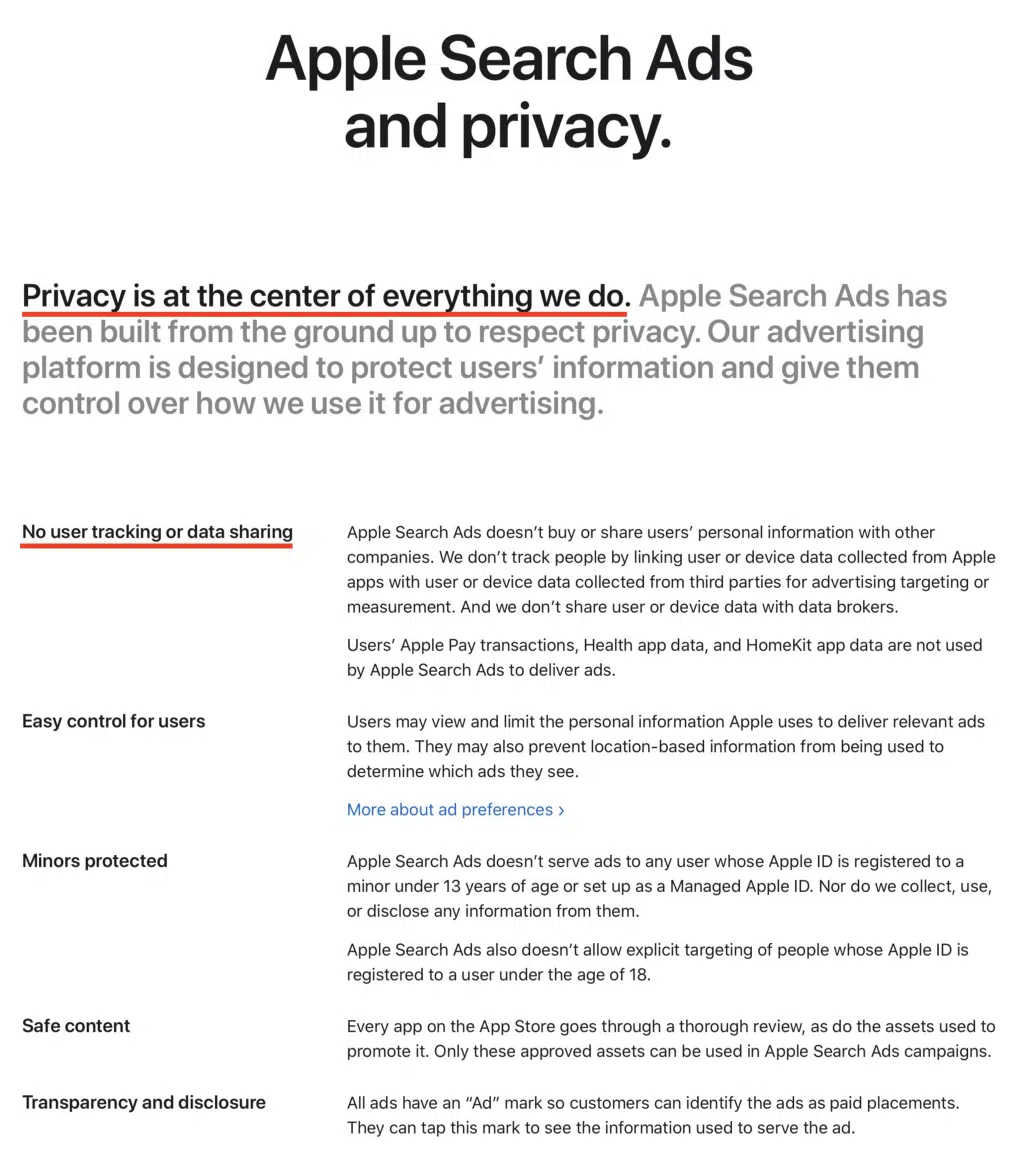 Apple Search Ads
and privacy.
Privacy is at the center of everything we do. Apple Search Ads has
been built from the ground up to respect privacy. Our advertising
platform is designed to protect users’ information and give them
control over how we use it for advertising.
No user tracking or data sharing
Apple Search Ads doesn’t buy or share users’ personal information with other
companies. We don’t track people by linking user or device data collected from Apple
apps with user or device data collected from third parties for advertising targeting or
measurement. And we don’t share user or device data with data brokers.
Users’ Apple Pay transactions, Health app data, and HomeKit app data are not used
by Apple Search Ads to deliver ads.
Easy control for users
Users may view and limit the personal information Apple uses to deliver relevant ads
to them. They may also prevent location-based information from being used to
determine which ads they see.
More about ad preferences ›
Minors protected
Apple Search Ads doesn’t serve ads to any user whose Apple ID is registered to a
minor under 13 years of age or set up as a Managed Apple ID. Nor do we collect, use,
or disclose any information from them.
Apple Search Ads also doesn’t allow explicit targeting of people whose Apple ID is
registered to a user under the age of 18.
Safe content
Every app on the App Store goes through a thorough review, as do the assets used to
promote it. Only these approved assets can be used in Apple Search Ads campaigns.
Transparency and disclosure
All ads have an “Ad” mark so customers can identify the ads as paid placements.
They can tap this mark to see the information used to serve the ad.